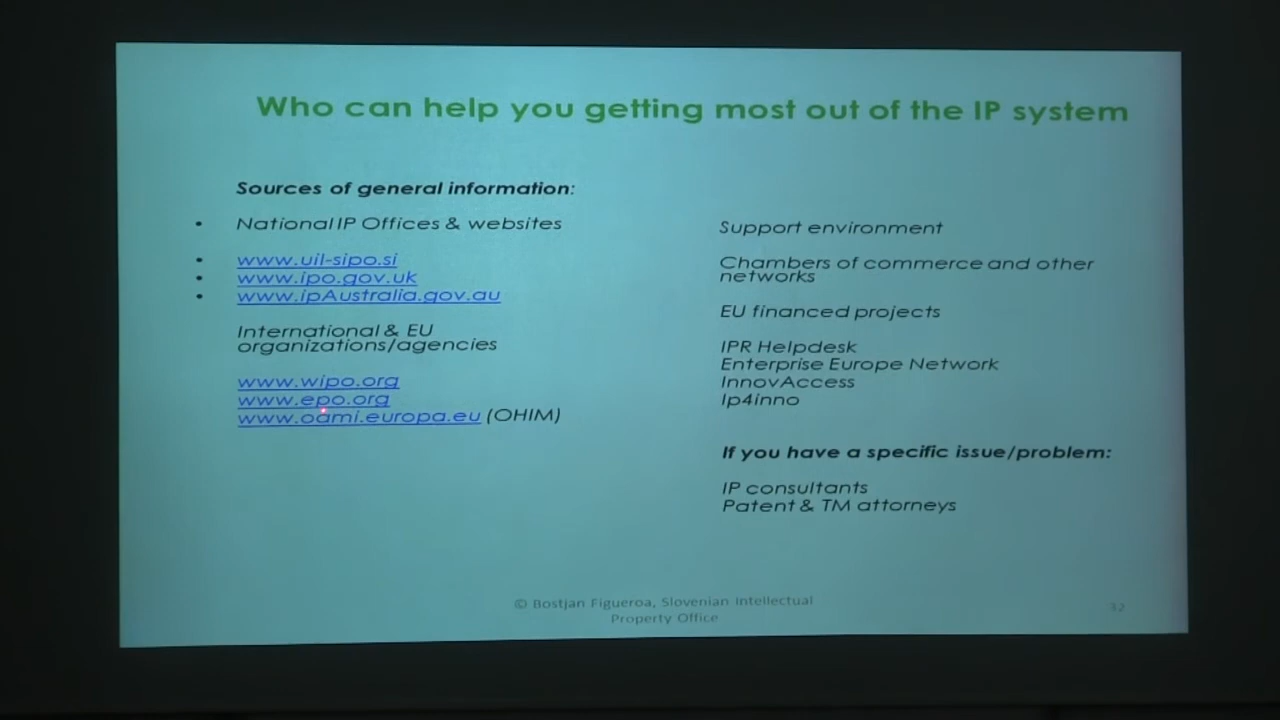 Who can help you getting most out of the IP system
Sources of general information:
• National IP Offices & websites
• www.uil-sipo.si
• www.ipo.gov.uk
• www.ipAustralia.gov.au
International & EU
organizations/agencies
www.wipo.org
www.epo.org
www.oami.europa.eu (OHIM)
Support environment
Chambers of commerce and other
networks
EU financed projects
IPR Helpdesk
Enterprise Europe Network
InnovAccess
Ip4inno
If you have a specific issue/problem:
IP consultants
Patent & TM attorneys
© Bostjan Figueroa, Slovenian Intellectual
Property Office
32